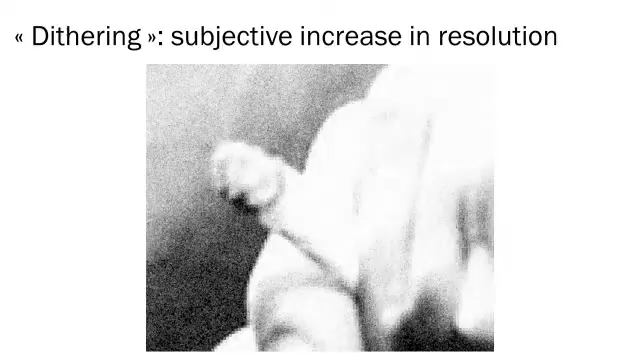 « Dithering »: subjective increase in resolution